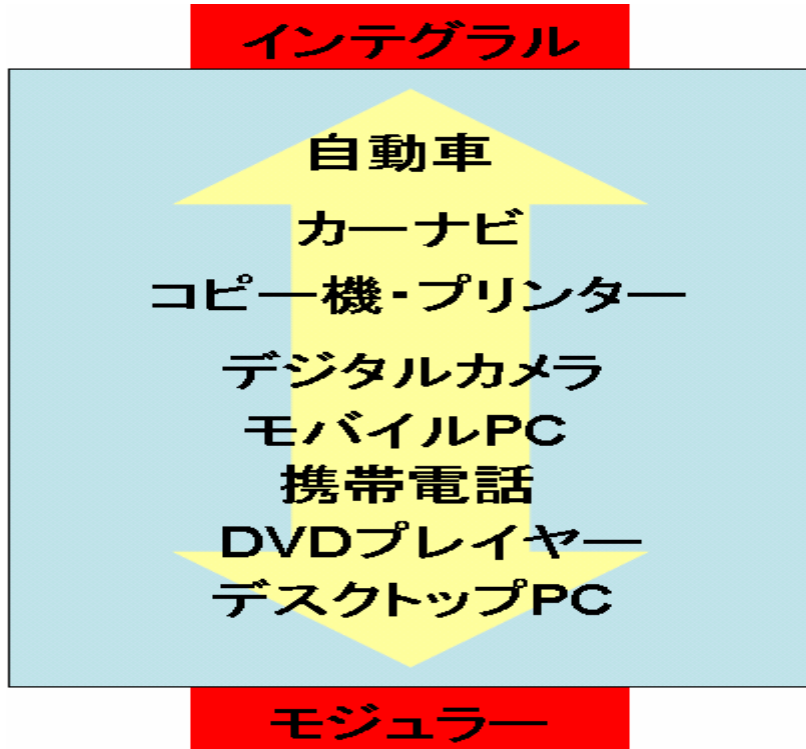 インテグラル
自動車
カーナビ
コピー機・プリンター
デジタルカメラ
モバイルPC
携帯電話
DVDプレイヤー
デスクトップPC
モジュラー